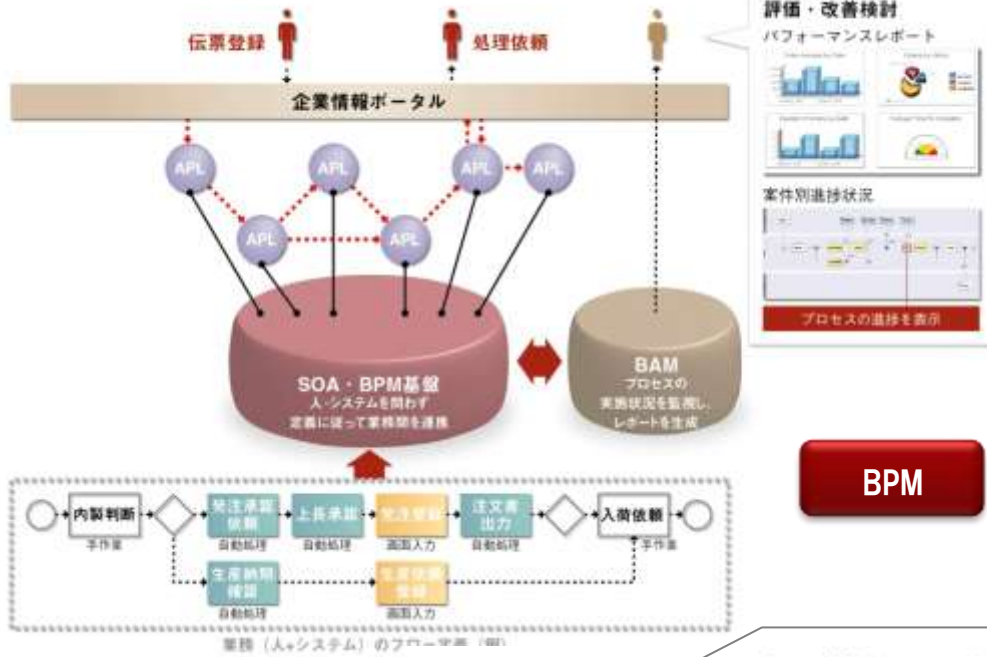 評価・改善検討
パフォーマンスレポート
伝票登録
処理依頼
企業情報ポータル
APL
APL
APL
APL
APL
APL
案件別進捗状況
プロセスの進捗を表示
SOA・BPM基盤
人・システムを問わず
定義に従って業務間を連携
BAM
プロセスの
実施状況を監視し、
レポートを生成
BPM
内製判断
手作業
発注承認
依頼
自動処理
上長承認
自動処理
発注登録
画面入力
注文書
出力
自動処理
入荷依頼
手作業
生産納期
確認
自動処理
生産依頼
登録
画面入力
業務（人+システム）のフロー定義（例）